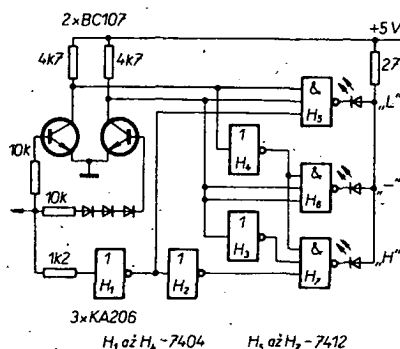 2×BC107
+5 V
4k7
4k7
27
&
H5
„L“
1
H4
10k
&
H6
„–“
10k
1
H3
&
H7
„H“
1k2
1
H1
1
H2
3×KA206
H1 až H4 - 7404
H5 až H7 - 7412